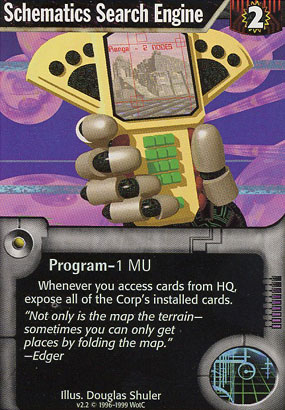 Schematics Search Engine
2
Range - 2 NODES
Program–1 MU
Whenever you access cards from HQ,
expose all of the Corp's installed cards.
"Not only is the map the terrain—
sometimes you can only get
places by folding the map."
—Edger
Illus. Douglas Shuler
v2.2 © 1996-1999 WotC